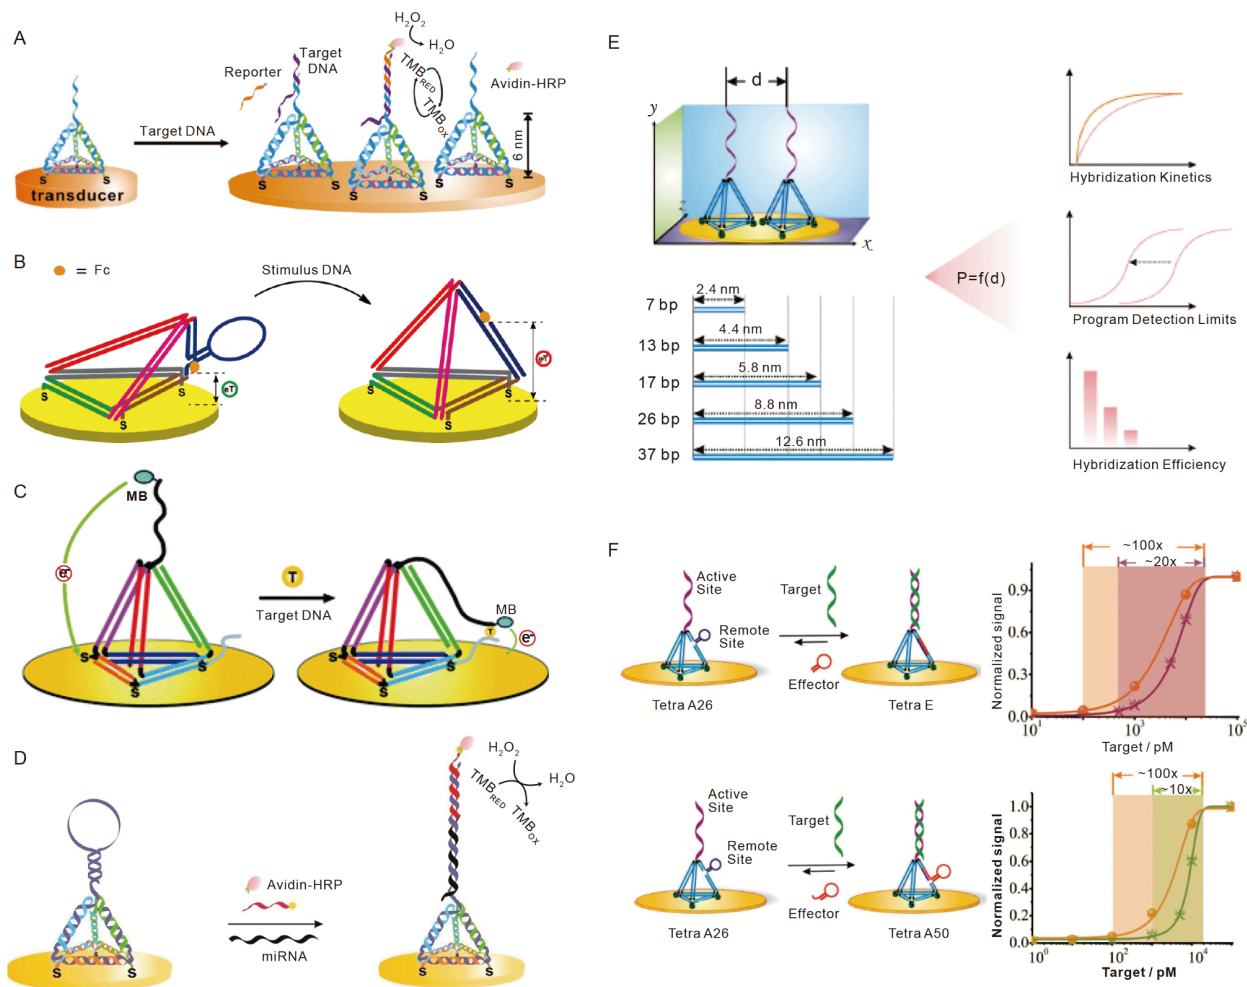 A
H2O2
H2O
Target
DNA
Reporter
TMBRED
TMBOX
Avidin-HRP
Target DNA
6 nm
S
S
transducer
S
S
S
S
S
S
B
= Fc
Stimulus DNA
eT
eT
S
S
S
S
S
S
C
MB
e-
T
Target DNA
MB
T
e-
S
S
S
S
S
S
D
H2O2
H2O
TMBRED
TMBOX
Avidin-HRP
miRNA
S
S
S
S
E
d
y
z
x
2.4 nm
7 bp
4.4 nm
13 bp
5.8 nm
17 bp
8.8 nm
26 bp
12.6 nm
37 bp
P=f(d)
Hybridization Kinetics
Program Detection Limits
Hybridization Efficiency
F
Active
Site
Target
Remote
Site
Effector
Tetra A26
Tetra E
~100x
~20x
Normalized signal
0.9
0.6
0.3
0.0
10^1
10^3
10^5
Target / pM
Active
Site
Target
Remote
Site
Effector
Tetra A26
Tetra A50
~100x
~10x
Normalized signal
1.0
0.8
0.6
0.4
0.2
0.0
10^0
10^2
10^4
Target / pM